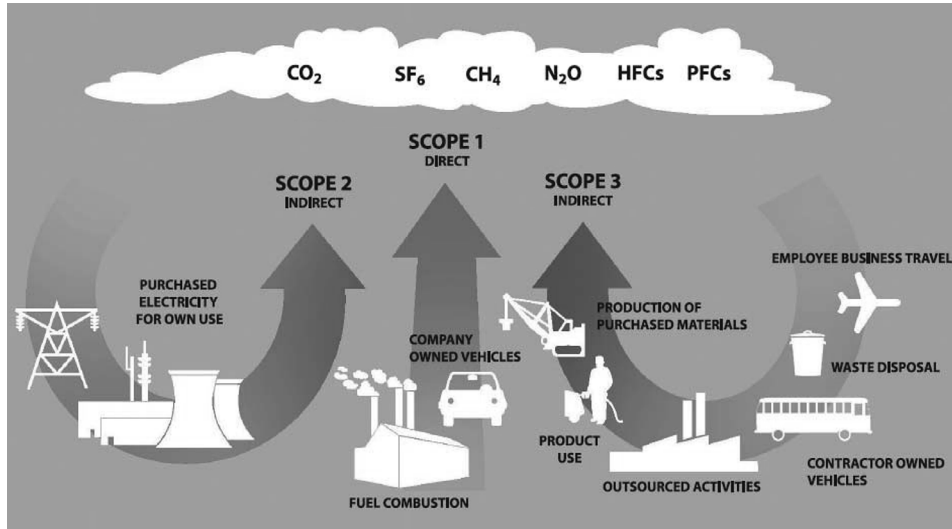 CO₂ SF₆ CH₄ N₂O HFCs PFCs
SCOPE 1
DIRECT
SCOPE 2
INDIRECT
SCOPE 3
INDIRECT
PURCHASED
ELECTRICITY
FOR OWN USE
COMPANY
OWNED VEHICLES
FUEL COMBUSTION
PRODUCTION OF
PURCHASED MATERIALS
PRODUCT
USE
OUTSOURCED ACTIVITIES
EMPLOYEE BUSINESS TRAVEL
WASTE DISPOSAL
CONTRACTOR OWNED
VEHICLES